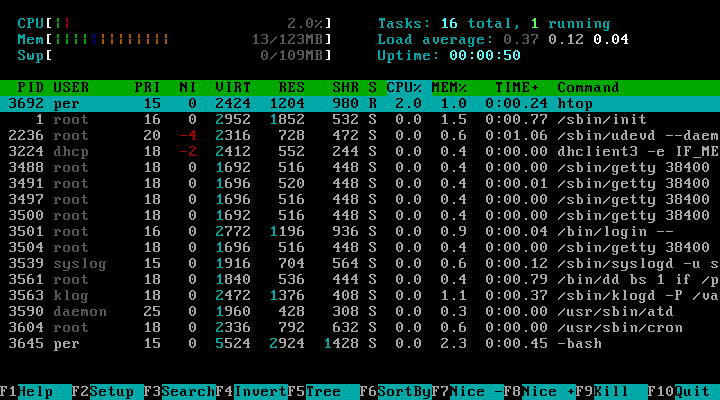 CPU[|| 2.0%] Tasks: 16 total, 1 running
Mem[||||||||||||||| 13/123MB] Load average: 0.37 0.12 0.04
Swp[ 0/109MB] Uptime: 00:00:50
PID USER PRI NI VIRT RES SHR S CPU% MEM% TIME+ Command
3692 per 15 0 2424 1204 980 R 2.0 1.0 0:00.24 htop
1 root 16 0 2952 1852 532 S 0.0 1.5 0:00.77 /sbin/init
2236 root 20 -4 2316 728 472 S 0.0 0.6 0:01.06 /sbin/udevd --daem
3224 dhcp 18 -2 2412 552 244 S 0.0 0.4 0:00.00 dhclient3 -e IF_ME
3488 root 18 0 1692 516 448 S 0.0 0.4 0:00.00 /sbin/getty 38400
3491 root 18 0 1696 520 448 S 0.0 0.4 0:00.01 /sbin/getty 38400
3497 root 18 0 1696 516 448 S 0.0 0.4 0:00.00 /sbin/getty 38400
3500 root 18 0 1692 516 448 S 0.0 0.4 0:00.00 /sbin/getty 38400
3501 root 16 0 2772 1196 936 S 0.0 0.9 0:00.04 /bin/login --
3504 root 18 0 1696 516 448 S 0.0 0.4 0:00.00 /sbin/getty 38400
3539 syslog 15 0 1916 704 564 S 0.0 0.6 0:00.12 /sbin/syslogd -u s
3561 root 18 0 1840 536 444 S 0.0 0.4 0:00.79 /bin/dd bs 1 if /p
3563 klog 18 0 2472 1376 408 S 0.0 1.1 0:00.37 /sbin/klogd -P /va
3590 daemon 25 0 1960 428 308 S 0.0 0.3 0:00.00 /usr/sbin/atd
3604 root 18 0 2336 792 632 S 0.0 0.6 0:00.00 /usr/sbin/cron
3645 per 15 0 5524 2924 1428 S 0.0 2.3 0:00.45 -bash
F1Help F2Setup F3SearchF4InvertF5Tree F6SortByF7Nice -F8Nice +F9Kill F10Quit